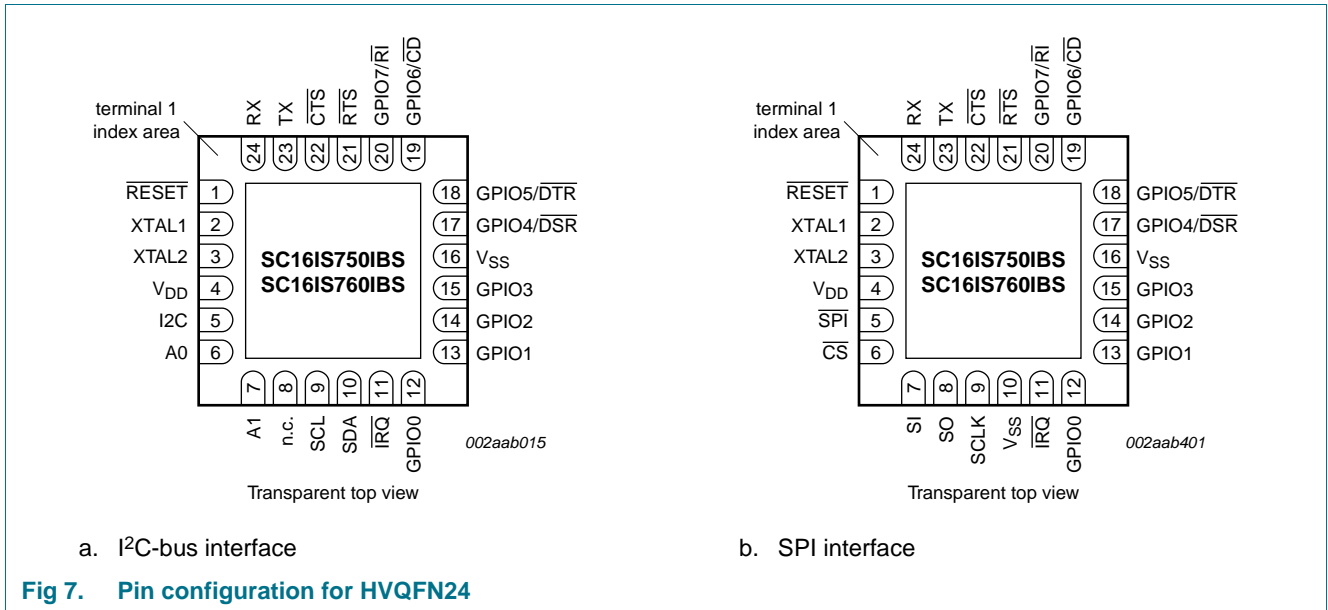 terminal 1
index area
RX
TX
CTS
RTS
GPIO7/RI
GPIO6/CD
24
23
22
21
20
19
RESET 1
XTAL1 2
XTAL2 3
VDD 4
I2C 5
A0 6
SC16IS750IBS
SC16IS760IBS
18 GPIO5/DTR
17 GPIO4/DSR
16 VSS
15 GPIO3
14 GPIO2
13 GPIO1
7
8
9
10
11
12
A1
n.c.
SCL
SDA
IRQ
GPIO0
002aab015
Transparent top view
a. I2C-bus interface
terminal 1
index area
RX
TX
CTS
RTS
GPIO7/RI
GPIO6/CD
24
23
22
21
20
19
RESET 1
XTAL1 2
XTAL2 3
VDD 4
SPI 5
CS 6
SC16IS750IBS
SC16IS760IBS
18 GPIO5/DTR
17 GPIO4/DSR
16 VSS
15 GPIO3
14 GPIO2
13 GPIO1
7
8
9
10
11
12
SI
SO
SCLK
VSS
IRQ
GPIO0
002aab401
Transparent top view
b. SPI interface
Fig 7. Pin configuration for HVQFN24